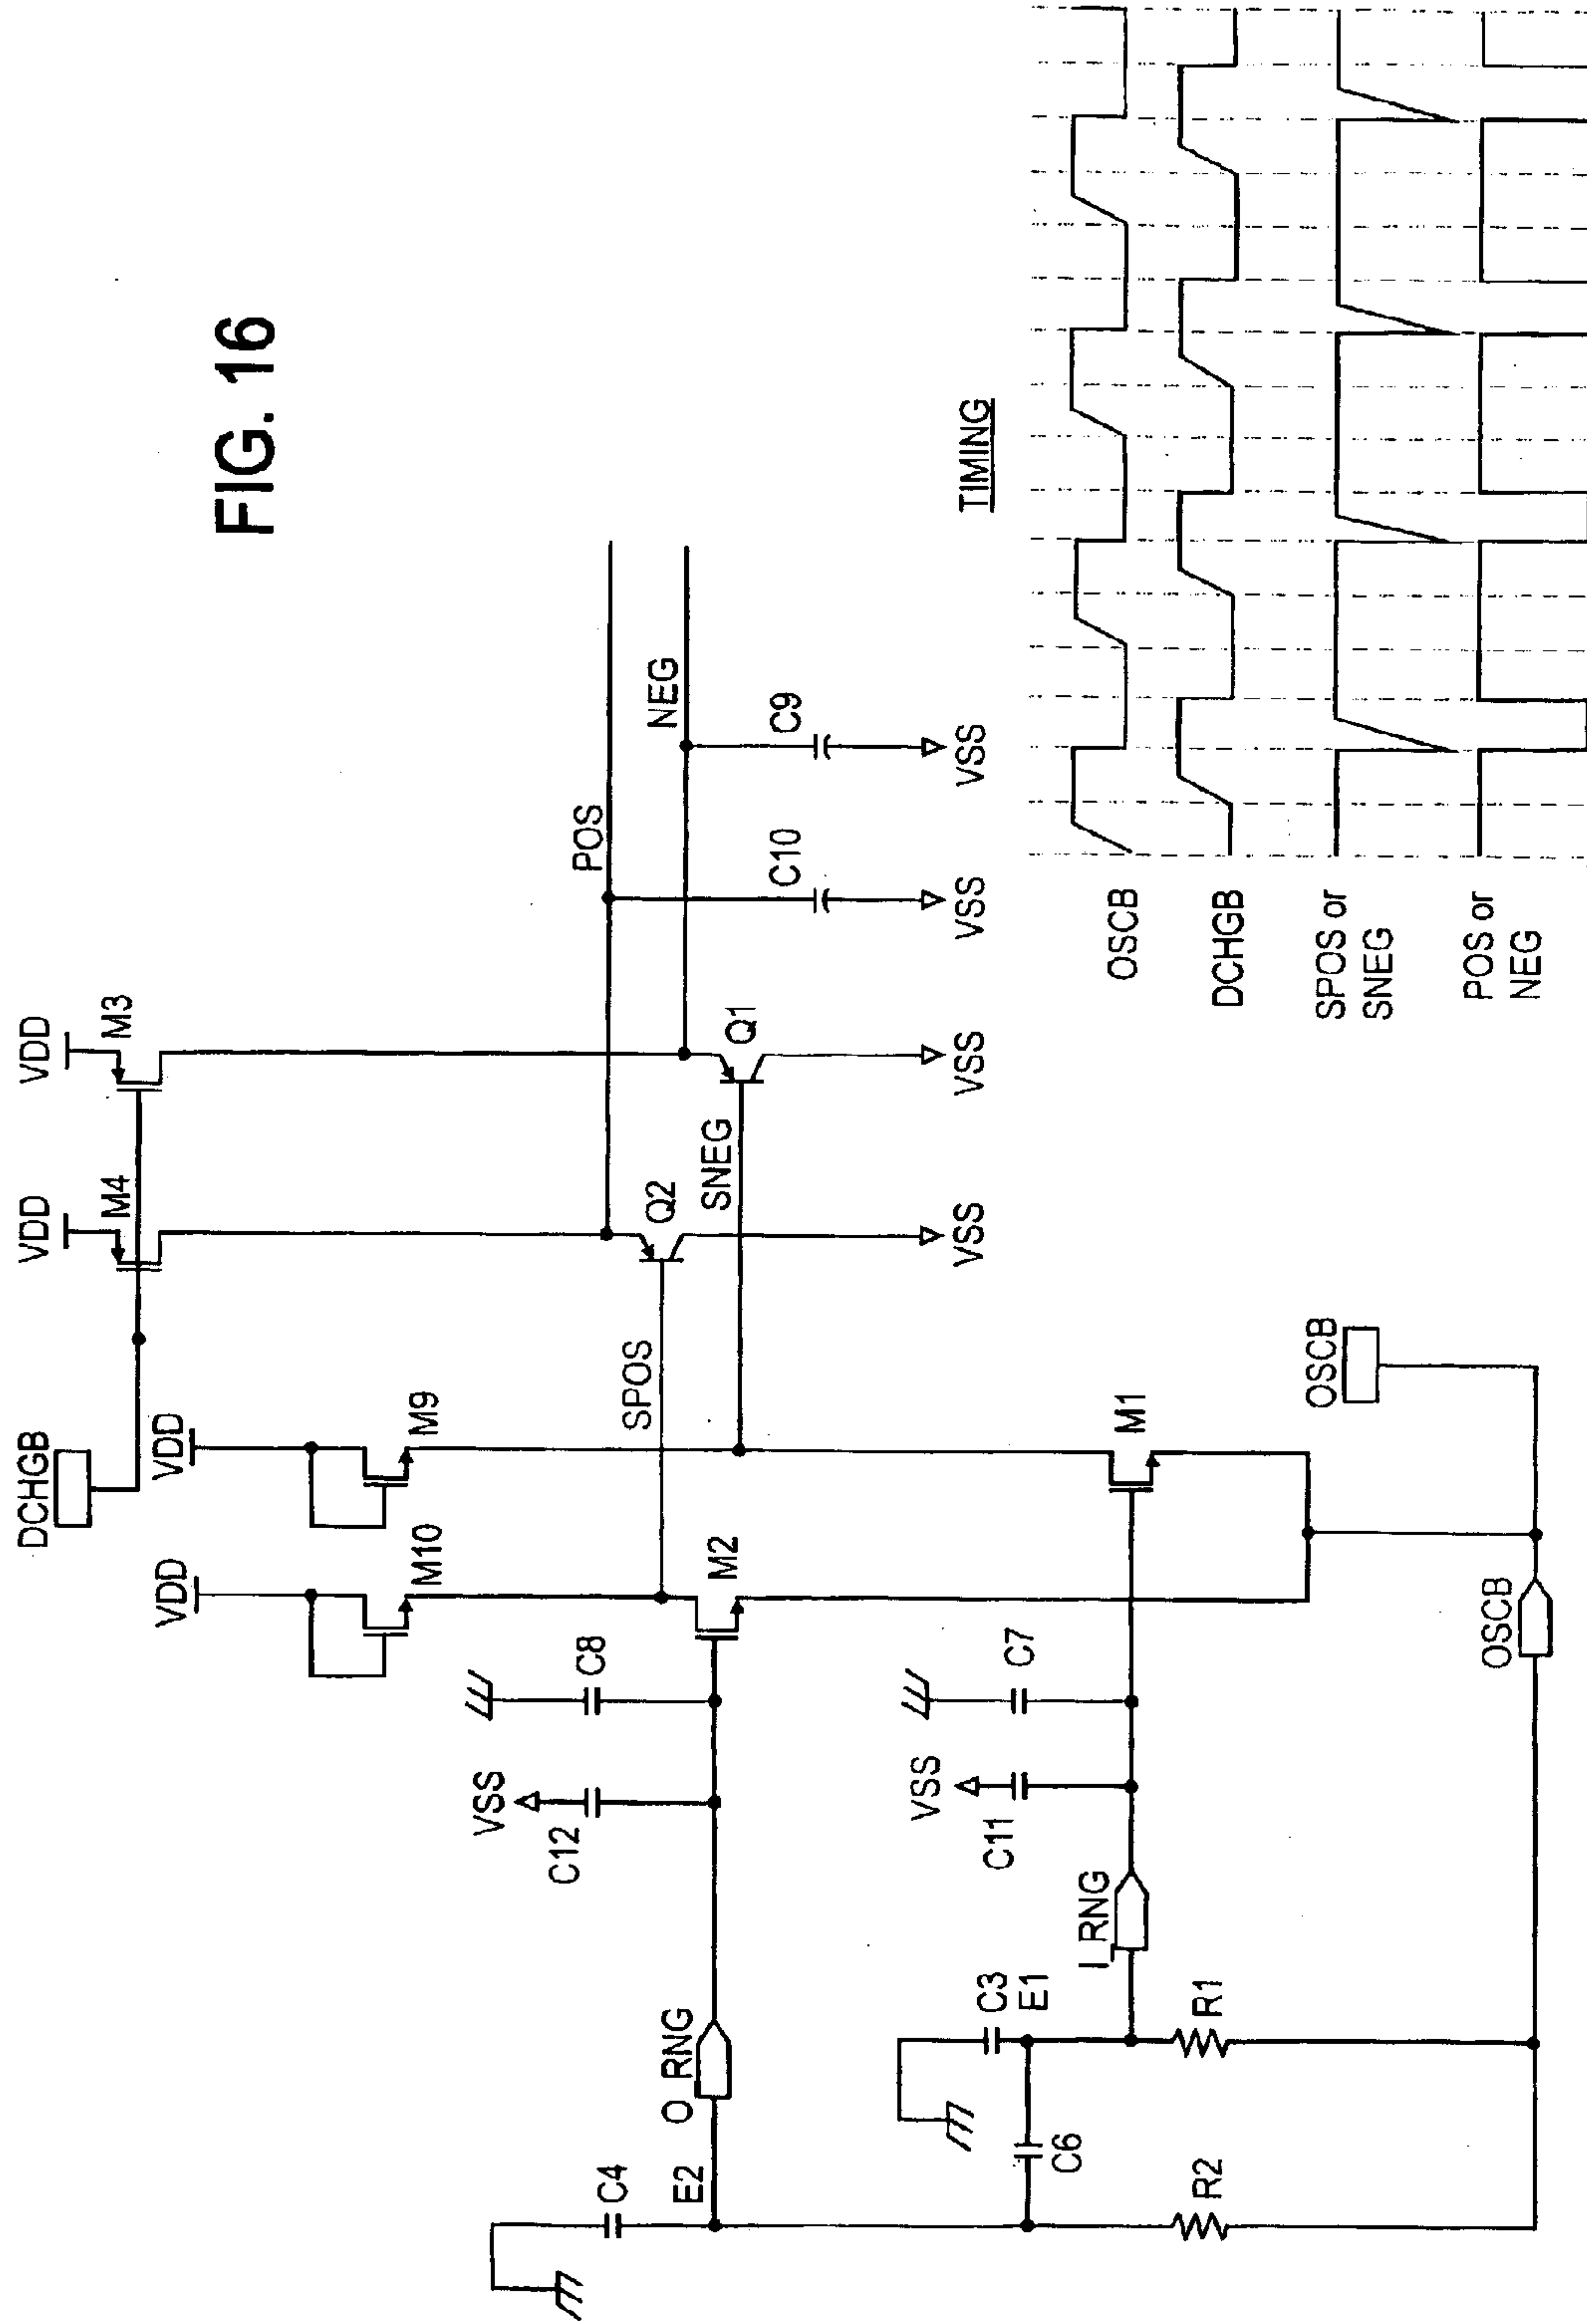 FIG. 16
DCHGB
VDD
VDD
VDD
VDD
M4
M3
M10
M9
POS
NEG
SPOS
Q2
SNEG
Q1
C10
C9
VSS
VSS
VSS
VSS
C8
M2
VSS
C12
C4
E2
O_RNG
C7
VSS
C11
M1
I_RNG
C3
E1
C6
R2
R1
OSCB
OSCB
TIMING
OSCB
DCHGB
SPOS or
SNEG
POS or
NEG